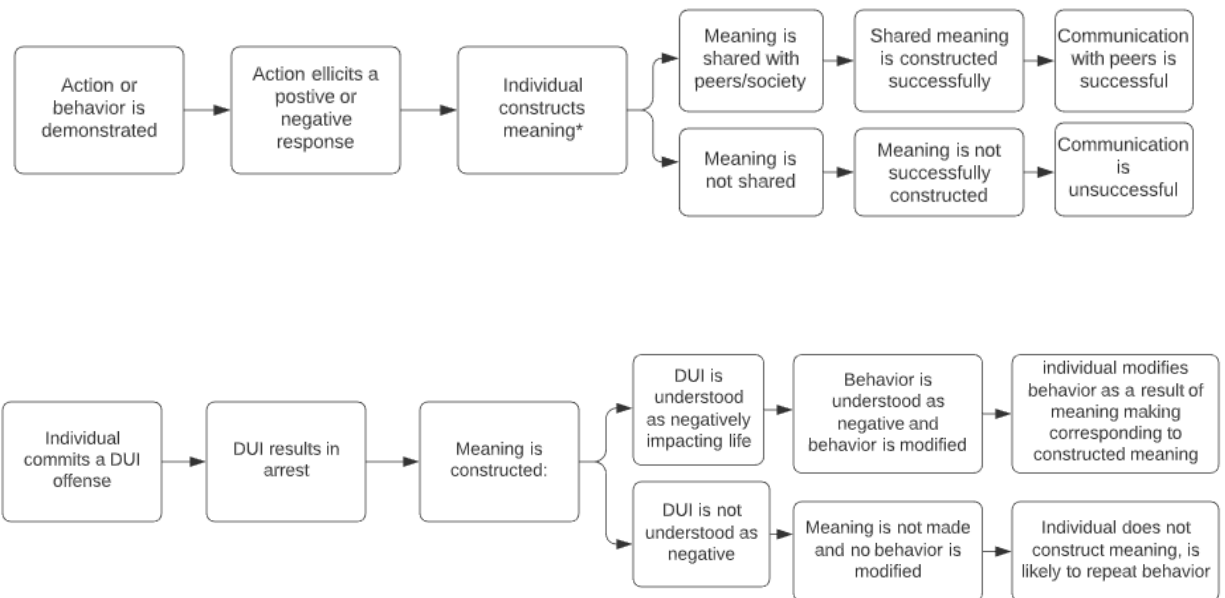 Action or
behavior is
demonstrated
Action ellicits a
postive or
negative
response
Individual
constructs
meaning*
Meaning is
shared with
peers/society
Shared meaning
is constructed
successfully
Communication
with peers is
successful
Meaning is
not shared
Meaning is not
successfully
constructed
Communication
is
unsuccessful
Individual
commits a DUI
offense
DUI results in
arrest
Meaning is
constructed:
DUI is
understood
as negatively
impacting life
Behavior is
understood as
negative and
behavior is modified
individual modifies
behavior as a result of
meaning making
corresponding to
constructed meaning
DUI is not
understood as
negative
Meaning is not made
and no behavior is
modified
Individual does not
construct meaning, is
likely to repeat behavior